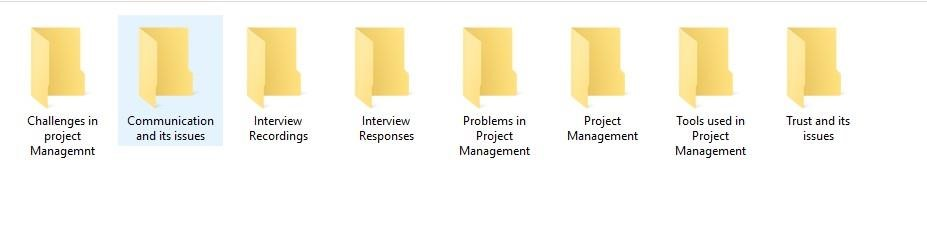 Challenges in
project
Managemnt
Communication
and its issues
Interview
Recordings
Interview
Responses
Problems in
Project
Management
Project
Management
Tools used in
Project
Management
Trust and its
issues